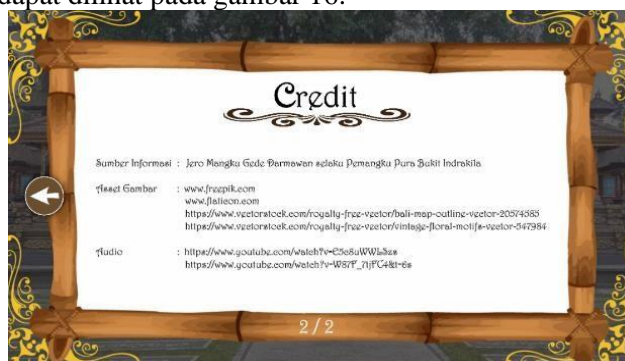 dapat dilihat pada gambar 16.
Credit
Sumber Informasi : Jero Mangku Gede Darmawan selaku Pemangku Pura Bukit Indrakila
Asset Gambar : www.freepik.com
www.flaticon.com
https://www.vectorstock.com/royalty-free-vector/bali-map-outline-vector-20574585
https://www.vectorstock.com/royalty-free-vector/vintage-floral-motifs-vector-547984
Audio :
2/2